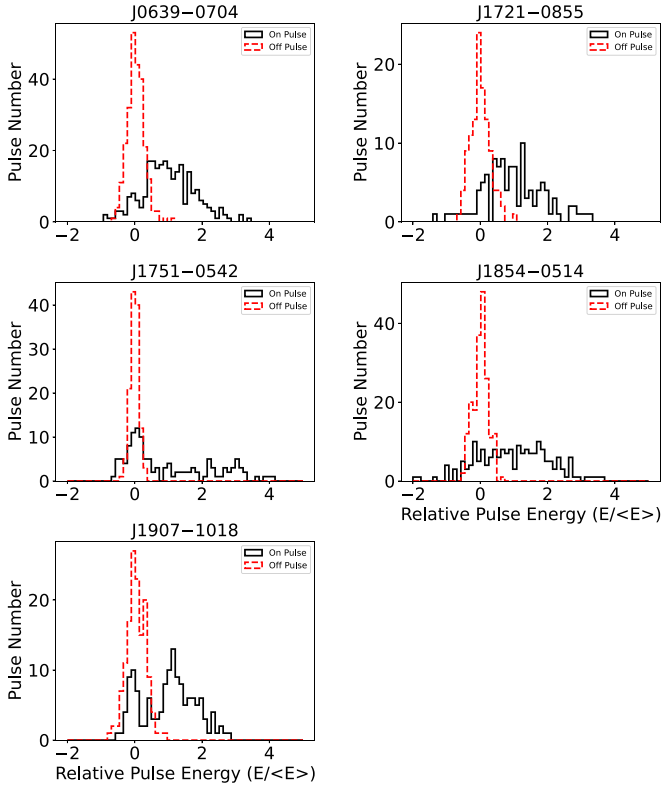 J0639−0704
Pulse Number
40
20
0
−2 0 2 4
On Pulse
Off Pulse
J1721−0855
Pulse Number
20
10
0
−2 0 2 4
On Pulse
Off Pulse
J1751−0542
Pulse Number
40
30
20
10
0
−2 0 2 4
On Pulse
Off Pulse
J1854−0514
Pulse Number
40
20
0
−2 0 2 4
Relative Pulse Energy (E/<E>)
On Pulse
Off Pulse
J1907−1018
Pulse Number
20
10
0
−2 0 2 4
Relative Pulse Energy (E/<E>)
On Pulse
Off Pulse